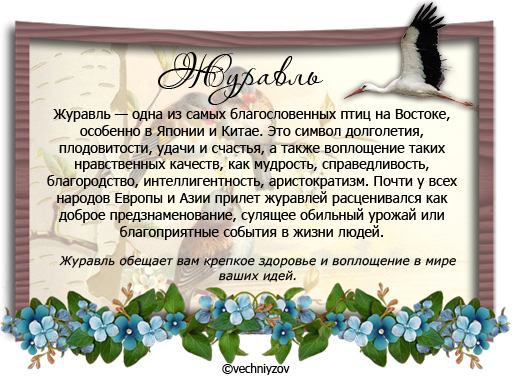 Журавль
Журавль — одна из самых благословенных птиц на Востоке,
особенно в Японии и Китае. Это символ долголетия,
плодовитости, удачи и счастья, а также воплощение таких
нравственных качеств, как мудрость, справедливость,
благородство, интеллигентность, аристократизм. Почти у всех
народов Европы и Азии прилет журавлей расценивался как
доброе предзнаменование, сулящее обильный урожай или
благоприятные события в жизни людей.
Журавль обещает вам крепкое здоровье и воплощение в мире
ваших идей.
©vechniyzov